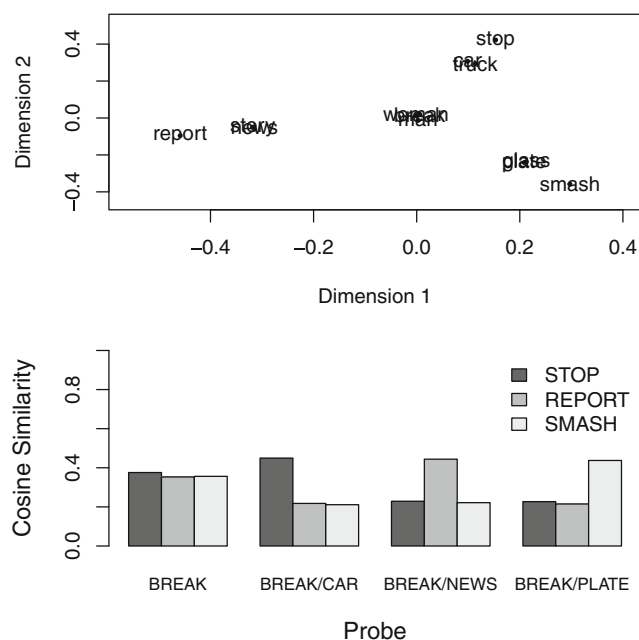 Dimension 2
0.4
0.0
−0.4
stop
car
truck
woman
break
man
report
story
news
glass
plate
smash
−0.4 −0.2 0.0 0.2 0.4
Dimension 1
Cosine Similarity
0.8
0.4
0.0
STOP
REPORT
SMASH
BREAK BREAK/CAR BREAK/NEWS BREAK/PLATE
Probe